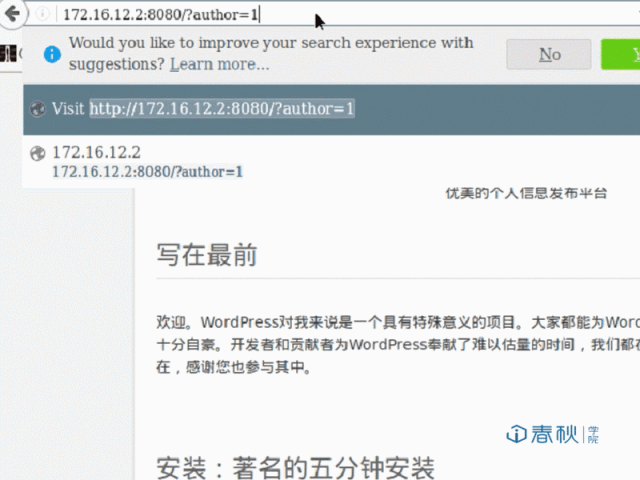 172.16.12.2:8080/?author=1
Would you like to improve your search experience with
suggestions? Learn more...
No
Visit http://172.16.12.2:8080/?author=1
172.16.12.2
172.16.12.2:8080/?author=1
优美的个人信息发布平台
写在最前
欢迎。WordPress对我来说是一个具有特殊意义的项目。大家都能为Wor
十分自豪。开发者和贡献者为WordPress奉献了难以估量的时间，我们都在
在，感谢您也参与其中。
春秋学院
安装：著名的五分钟安装